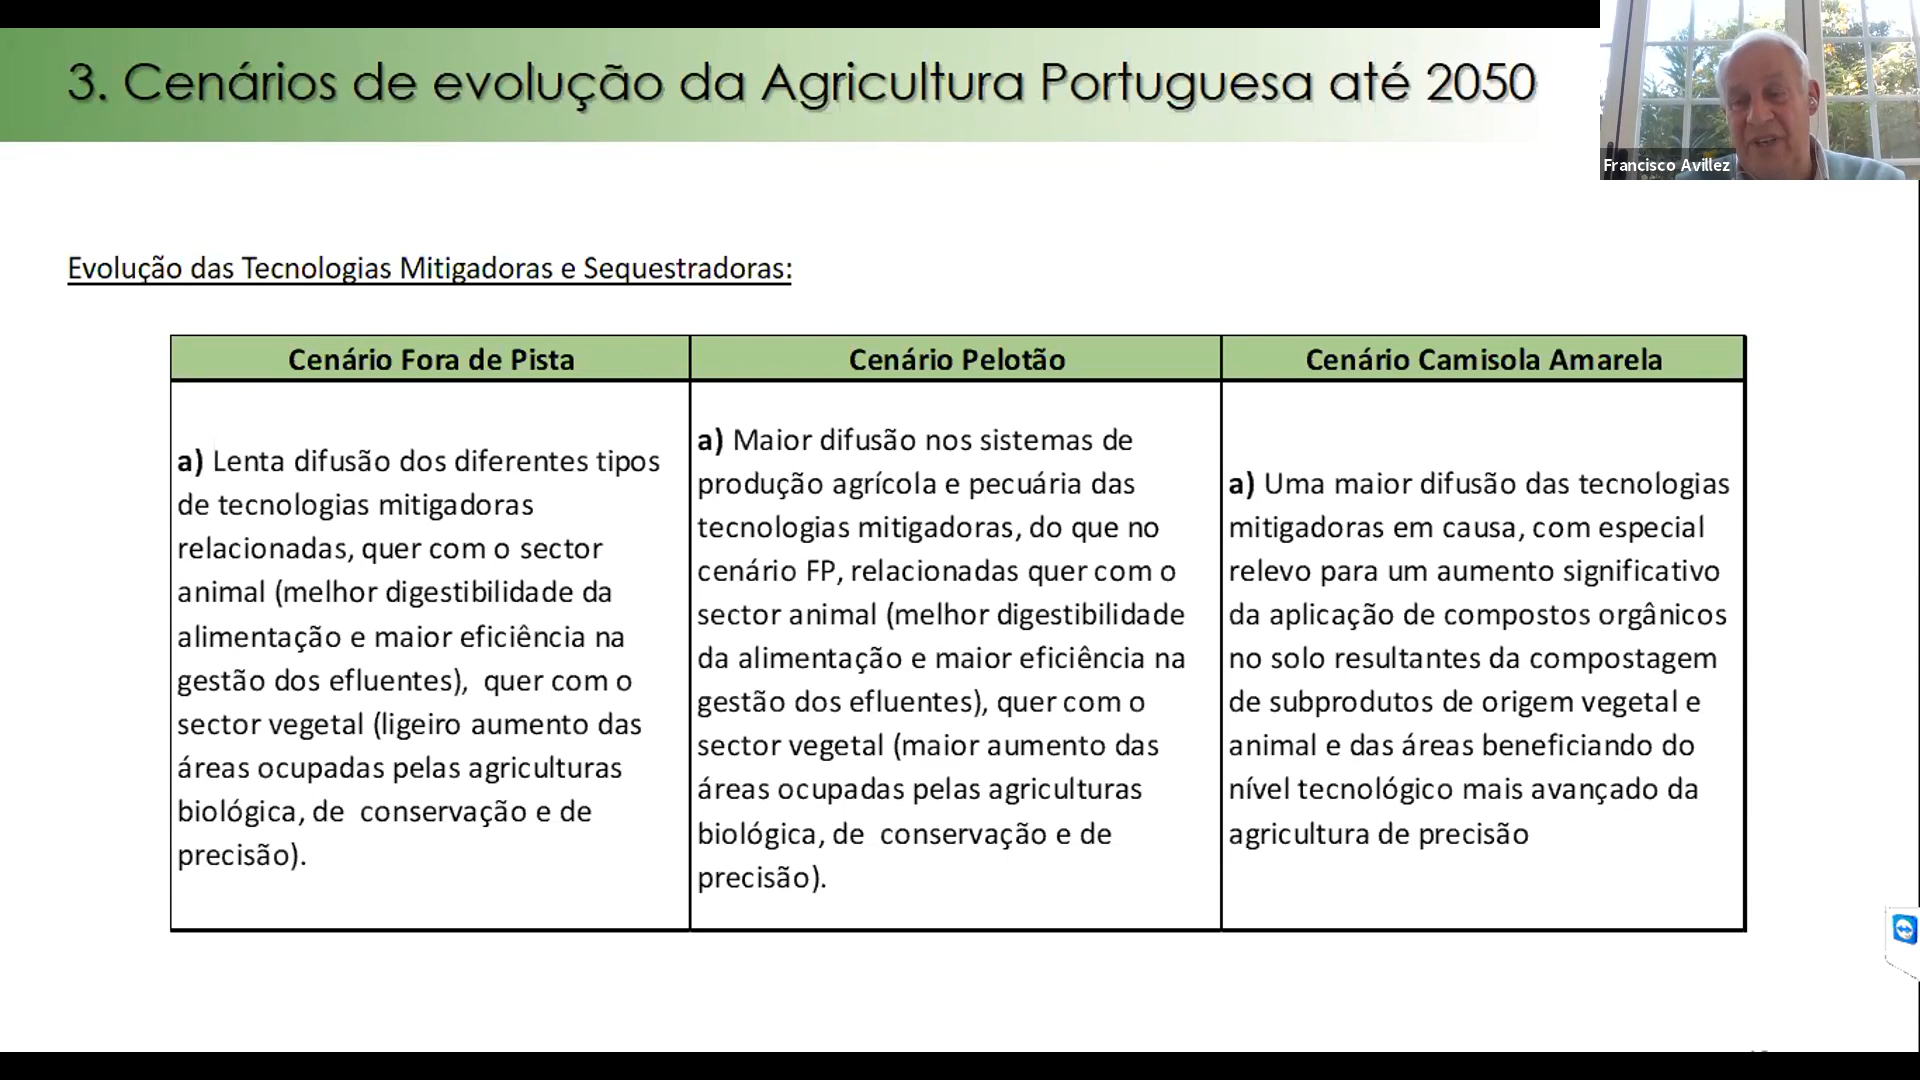 3. Cenários de evolução da Agricultura Portuguesa até 2050
Francisco Avillez
Evolução das Tecnologias Mitigadoras e Sequestradoras:
Cenário Fora de Pista
a) Lenta difusão dos diferentes tipos
de tecnologias mitigadoras
relacionadas, quer com o sector
animal (melhor digestibilidade da
alimentação e maior eficiência na
gestão dos efluentes),  quer com o
sector vegetal (ligeiro aumento das
áreas ocupadas pelas agriculturas
biológica, de  conservação e de
precisão).
Cenário Pelotão
a) Maior difusão nos sistemas de
produção agrícola e pecuária das
tecnologias mitigadoras, do que no
cenário FP, relacionadas quer com o
sector animal (melhor digestibilidade
da alimentação e maior eficiência na
gestão dos efluentes), quer com o
sector vegetal (maior aumento das
áreas ocupadas pelas agriculturas
biológica, de  conservação e de
precisão).
Cenário Camisola Amarela
a) Uma maior difusão das tecnologias
mitigadoras em causa, com especial
relevo para um aumento significativo
da aplicação de compostos orgânicos
no solo resultantes da compostagem
de subprodutos de origem vegetal e
animal e das áreas beneficiando do
nível tecnológico mais avançado da
agricultura de precisão